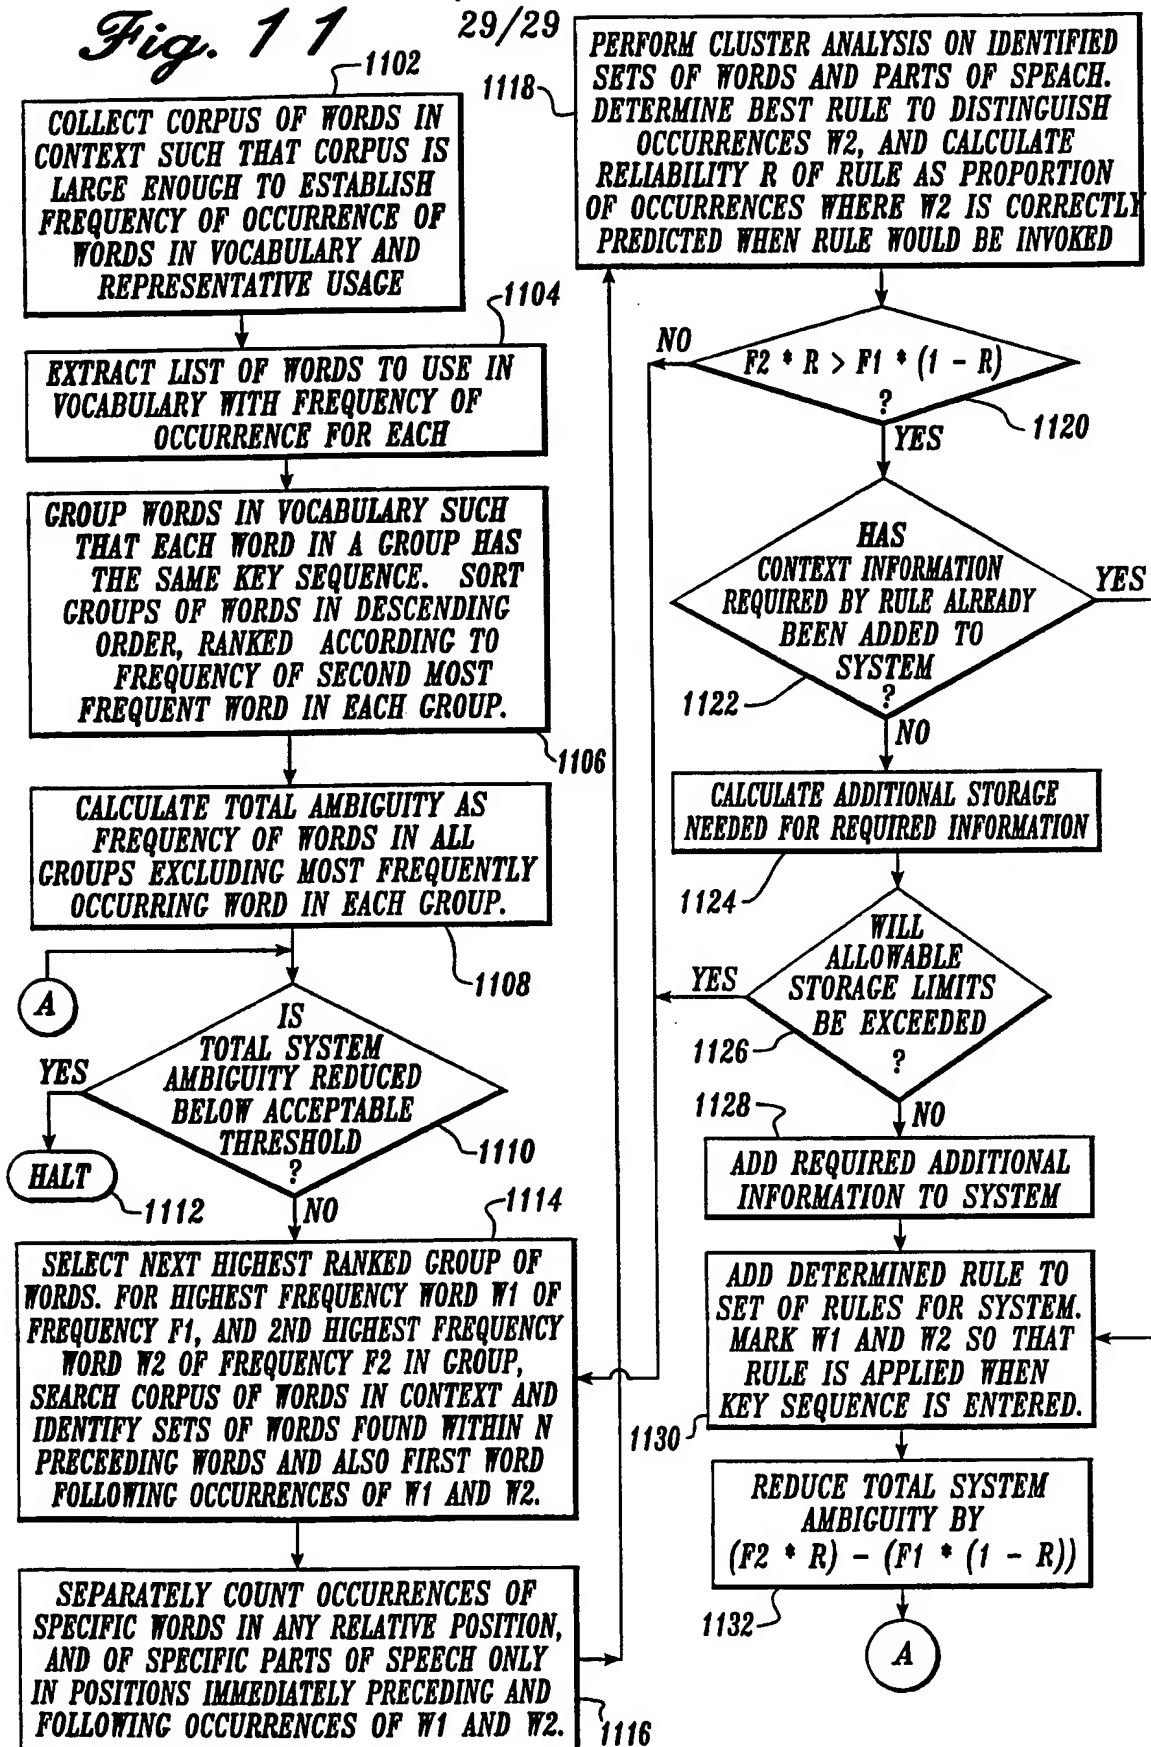 Fig. 11
29/29
1102
COLLECT CORPUS OF WORDS IN
CONTEXT SUCH THAT CORPUS IS
LARGE ENOUGH TO ESTABLISH
FREQUENCY OF OCCURRENCE OF
WORDS IN VOCABULARY AND
REPRESENTATIVE USAGE
1104
EXTRACT LIST OF WORDS TO USE IN
VOCABULARY WITH FREQUENCY OF
OCCURRENCE FOR EACH
GROUP WORDS IN VOCABULARY SUCH
THAT EACH WORD IN A GROUP HAS
THE SAME KEY SEQUENCE. SORT
GROUPS OF WORDS IN DESCENDING
ORDER, RANKED ACCORDING TO
FREQUENCY OF SECOND MOST
FREQUENT WORD IN EACH GROUP.
1106
CALCULATE TOTAL AMBIGUITY AS
FREQUENCY OF WORDS IN ALL
GROUPS EXCLUDING MOST FREQUENTLY
OCCURRING WORD IN EACH GROUP.
1108
A
IS
TOTAL SYSTEM
AMBIGUITY REDUCED
BELOW ACCEPTABLE
THRESHOLD
?
1110
YES
HALT
1112
NO
1114
SELECT NEXT HIGHEST RANKED GROUP OF
WORDS. FOR HIGHEST FREQUENCY WORD W1 OF
FREQUENCY F1, AND 2ND HIGHEST FREQUENCY
WORD W2 OF FREQUENCY F2 IN GROUP,
SEARCH CORPUS OF WORDS IN CONTEXT AND
IDENTIFY SETS OF WORDS FOUND WITHIN N
PRECEEDING WORDS AND ALSO FIRST WORD
FOLLOWING OCCURRENCES OF W1 AND W2.
SEPARATELY COUNT OCCURRENCES OF
SPECIFIC WORDS IN ANY RELATIVE POSITION,
AND OF SPECIFIC PARTS OF SPEECH ONLY
IN POSITIONS IMMEDIATELY PRECEDING AND
FOLLOWING OCCURRENCES OF W1 AND W2.
1116
1118
PERFORM CLUSTER ANALYSIS ON IDENTIFIED
SETS OF WORDS AND PARTS OF SPEACH.
DETERMINE BEST RULE TO DISTINGUISH
OCCURRENCES W2, AND CALCULATE
RELIABILITY R OF RULE AS PROPORTION
OF OCCURRENCES WHERE W2 IS CORRECTLY
PREDICTED WHEN RULE WOULD BE INVOKED
NO
F2 * R > F1 * (1 - R)
?
1120
YES
HAS
CONTEXT INFORMATION
REQUIRED BY RULE ALREADY
BEEN ADDED TO
SYSTEM
?
YES
1122
NO
CALCULATE ADDITIONAL STORAGE
NEEDED FOR REQUIRED INFORMATION
1124
WILL
ALLOWABLE
STORAGE LIMITS
BE EXCEEDED
?
YES
1126
NO
1128
ADD REQUIRED ADDITIONAL
INFORMATION TO SYSTEM
ADD DETERMINED RULE TO
SET OF RULES FOR SYSTEM.
MARK W1 AND W2 SO THAT
RULE IS APPLIED WHEN
KEY SEQUENCE IS ENTERED.
1130
REDUCE TOTAL SYSTEM
AMBIGUITY BY
(F2 * R) - (F1 * (1 - R))
1132
A